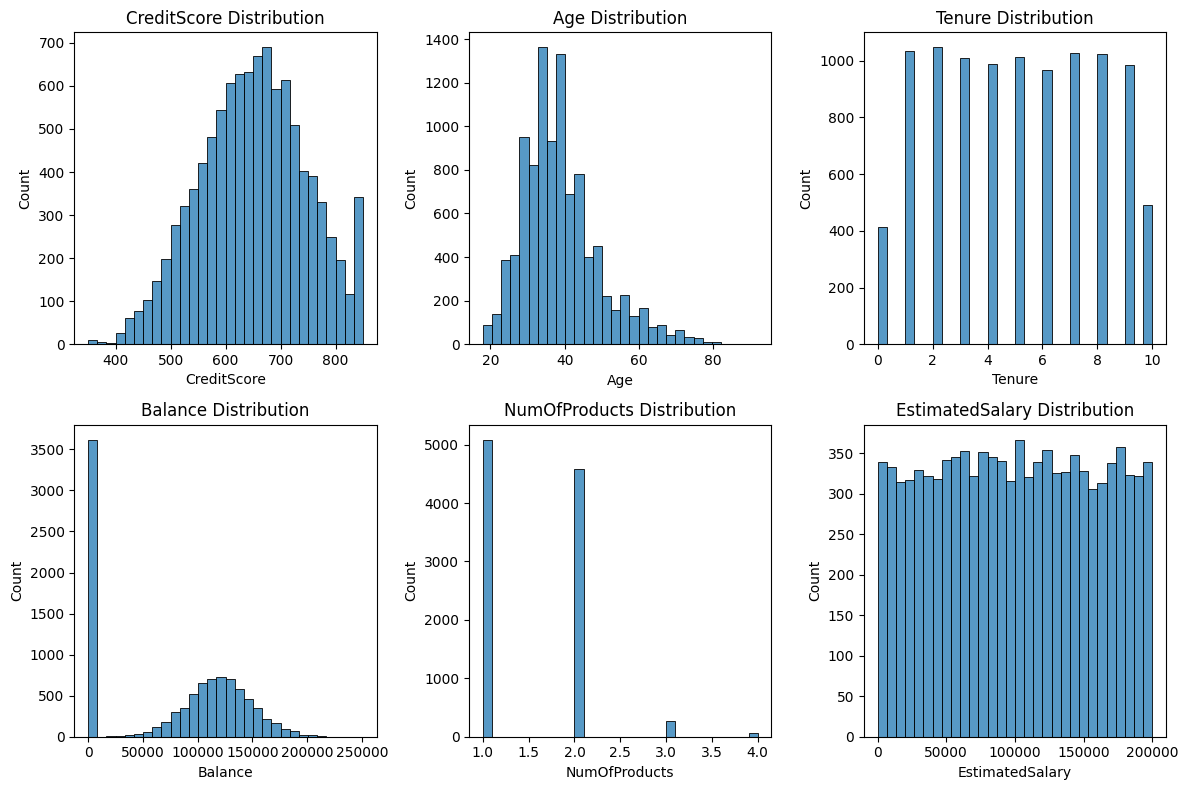 CreditScore Distribution
700
600
500
400
300
200
100
0
Count
400 500 600 700 800
CreditScore
Age Distribution
1400
1200
1000
800
600
400
200
0
Count
20 40 60 80
Age
Tenure Distribution
1000
800
600
400
200
0
Count
0 2 4 6 8 10
Tenure
Balance Distribution
3500
3000
2500
2000
1500
1000
500
0
Count
0 50000 100000 150000 200000 250000
Balance
NumOfProducts Distribution
5000
4000
3000
2000
1000
0
Count
1.0 1.5 2.0 2.5 3.0 3.5 4.0
NumOfProducts
EstimatedSalary Distribution
350
300
250
200
150
100
50
0
Count
0 50000 100000 150000 200000
EstimatedSalary